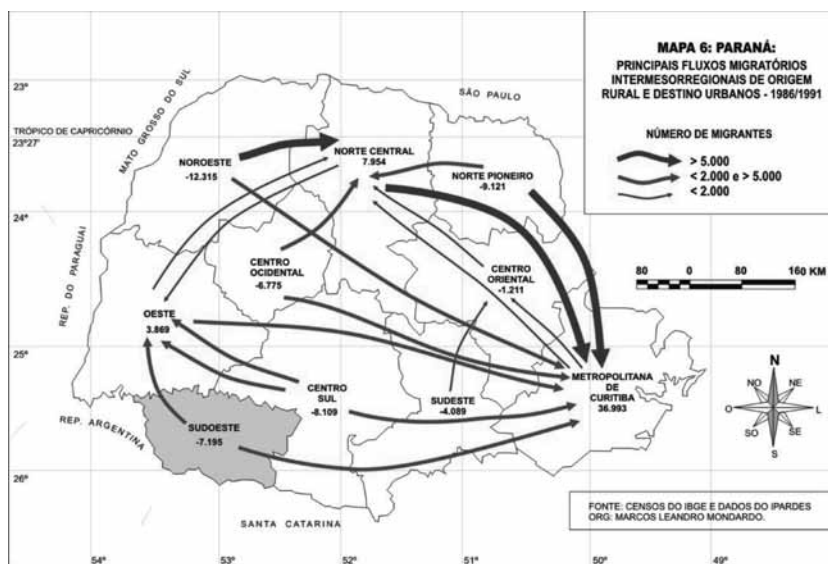 MAPA 6: PARANÁ:
PRINCIPAIS FLUXOS MIGRATÓRIOS
INTERMESORREGIONAIS DE ORIGEM
RURAL E DESTINO URBANOS - 1986/1991
NÚMERO DE MIGRANTES
> 5.000
< 2.000 e > 5.000
< 2.000
80 0 80 160 KM
23°
TRÓPICO DE CAPRICÓRNIO
23°27'
24°
25°
26°
MATO GROSSO DO SUL
SÃO PAULO
REP. DO PARAGUAI
REP. ARGENTINA
SANTA CATARINA
NOROESTE
-12.315
NORTE CENTRAL
7.954
NORTE PIONEIRO
-9.121
CENTRO
OCIDENTAL
-6.775
CENTRO
ORIENTAL
-1.211
OESTE
3.869
CENTRO
SUL
-8.109
SUDESTE
-4.089
METROPOLITANA
DE
CURITIBA
36.993
SUDOESTE
-7.195
N
NO NE
O L
SO SE
S
FONTE: CENSOS DO IBGE E DADOS DO IPARDES
ORG: MARCOS LEANDRO MONDARDO.
54° 53° 52° 51° 50° 49°